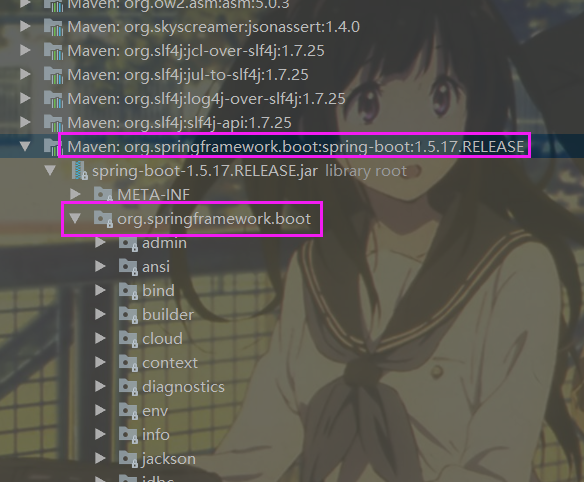 Maven: org.ow2.asm:asm:5.0.3
Maven: org.skyscreamer:jsonassert:1.4.0
Maven: org.slf4j:jcl-over-slf4j:1.7.25
Maven: org.slf4j:jul-to-slf4j:1.7.25
Maven: org.slf4j:log4j-over-slf4j:1.7.25
Maven: org.slf4j:slf4j-api:1.7.25
Maven: org.springframework.boot:spring-boot:1.5.17.RELEASE
spring-boot-1.5.17.RELEASE.jar library root
META-INF
org.springframework.boot
admin
ansi
bind
builder
cloud
context
diagnostics
env
info
jackson
jdbc